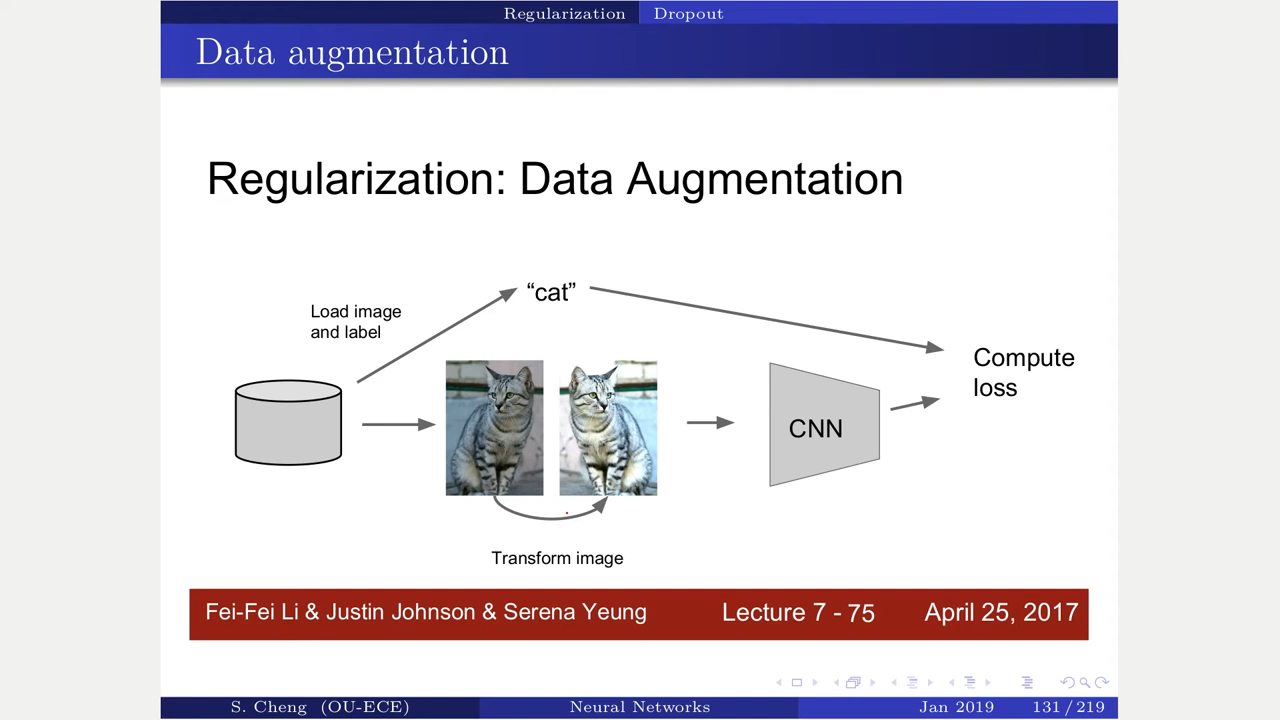 Regularization Dropout
Data augmentation
Regularization: Data Augmentation
“cat”
Load image
and label
Compute
loss
CNN
Transform image
Fei-Fei Li & Justin Johnson & Serena Yeung Lecture 7 - 75 April 25, 2017
S. Cheng (OU-ECE) Neural Networks Jan 2019 131 / 219